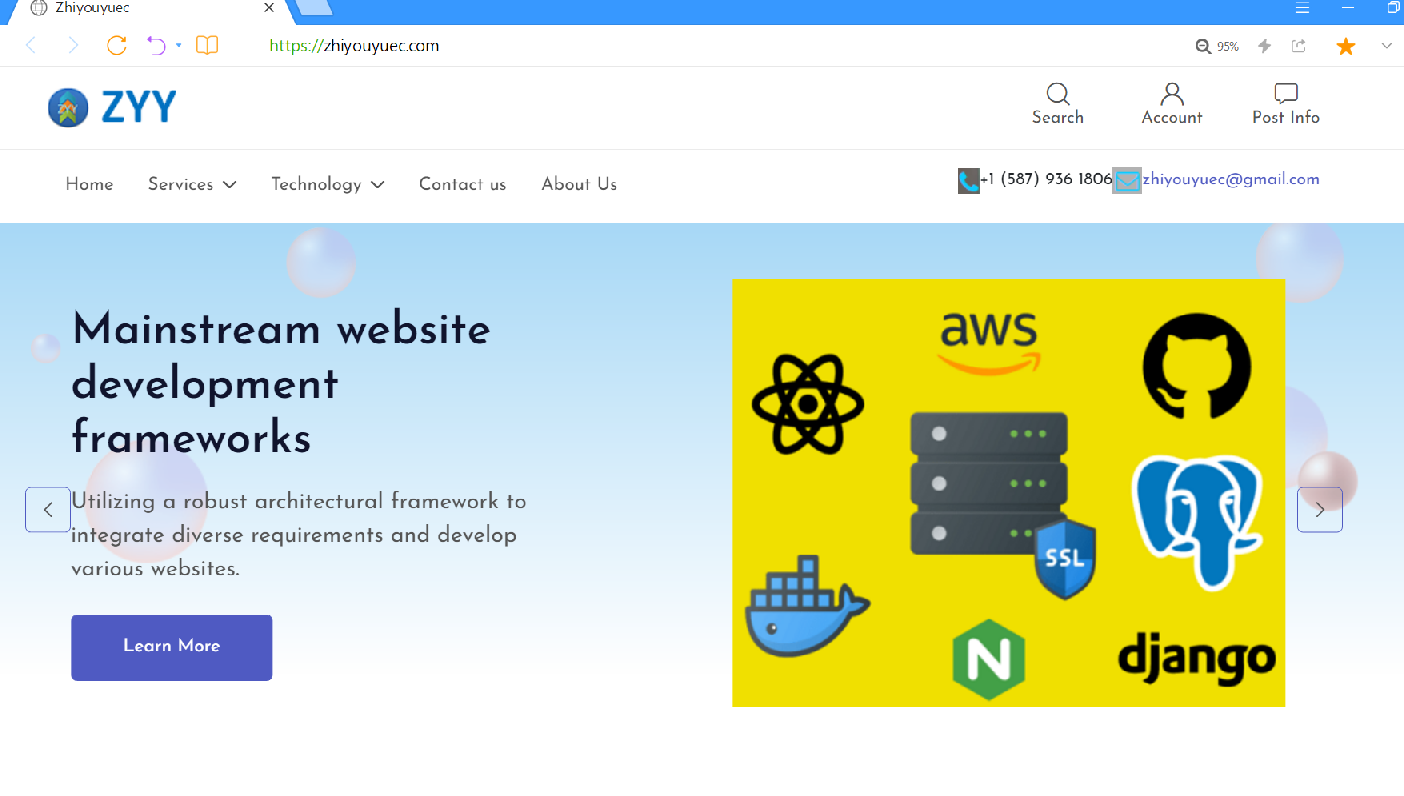 Zhiyouyuec
https://zhiyouyuec.com
95%
ZYY
Search
Account
Post Info
Home
Services
Technology
Contact us
About Us
+1 (587) 936 1806
zhiyouyuec@gmail.com
Mainstream website
development
frameworks
Utilizing a robust architectural framework to
integrate diverse requirements and develop
various websites.
Learn More
aws
SSL
N
django